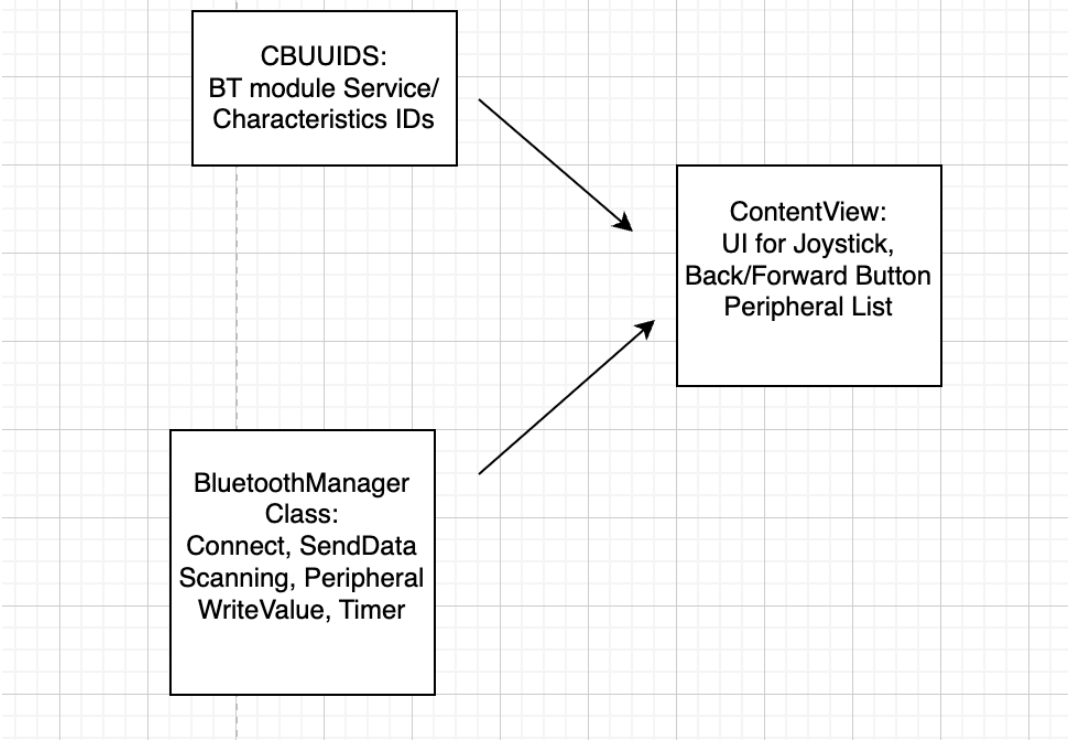 CBUUIDS:
BT module Service/
Characteristics IDs
ContentView:
UI for Joystick,
Back/Forward Button
Peripheral List
BluetoothManager
Class:
Connect, SendData
Scanning, Peripheral
WriteValue, Timer